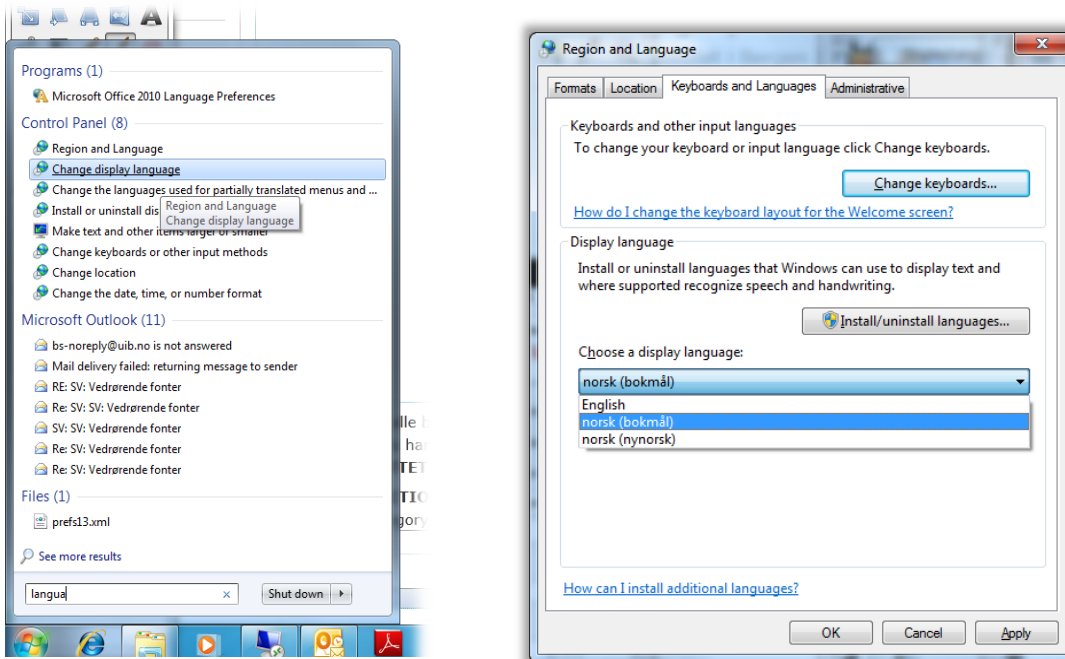 Programs (1)
Microsoft Office 2010 Language Preferences
Control Panel (8)
Region and Language
Change display language
Change the languages used for partially translated menus and ...
Install or uninstall dis
Region and Language
Change display language
Make text and other items larger or smaller
Change keyboards or other input methods
Change location
Change the date, time, or number format
Microsoft Outlook (11)
bs-noreply@uib.no is not answered
Mail delivery failed: returning message to sender
RE: SV: Vedrørende fonter
Re: SV: SV: Vedrørende fonter
SV: SV: Vedrørende fonter
Re: SV: Vedrørende fonter
Re: SV: Vedrørende fonter
Files (1)
prefs13.xml
See more results
langua
Shut down
Region and Language
Formats Location Keyboards and Languages Administrative
Keyboards and other input languages
To change your keyboard or input language click Change keyboards.
Change keyboards...
How do I change the keyboard layout for the Welcome screen?
Display language
Install or uninstall languages that Windows can use to display text and
where supported recognize speech and handwriting.
Install/uninstall languages...
Choose a display language:
norsk (bokmål)
English
norsk (bokmål)
norsk (nynorsk)
How can I install additional languages?
OK Cancel Apply